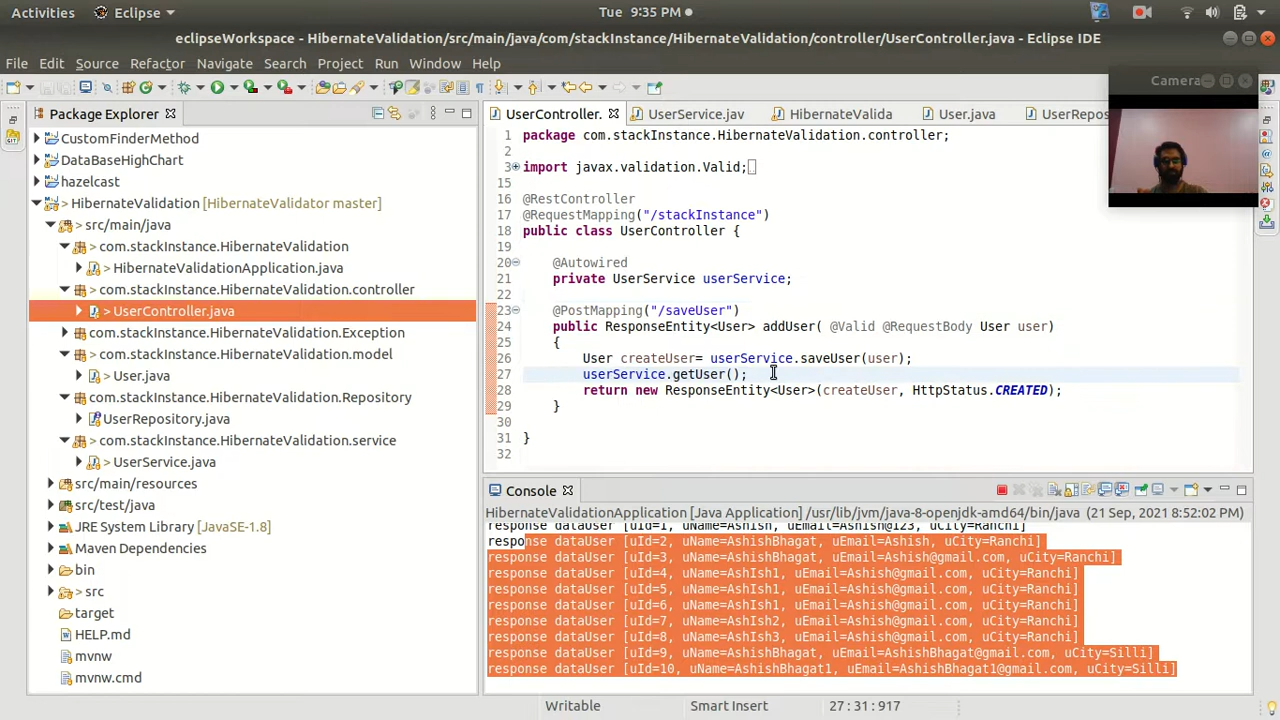 Activities Eclipse Tue 9:35 PM
eclipseWorkspace - HibernateValidation/src/main/java/com/stackInstance/HibernateValidation/controller/UserController.java - Eclipse IDE
File Edit Source Refactor Navigate Search Project Run Window Help
Camera
Package Explorer
CustomFinderMethod
DataBaseHighChart
hazelcast
> HibernateValidation [HibernateValidator master]
> src/main/java
> com.stackInstance.HibernateValidation
> HibernateValidationApplication.java
> com.stackInstance.HibernateValidation.controller
> UserController.java
> com.stackInstance.HibernateValidation.Exception
> com.stackInstance.HibernateValidation.model
> User.java
> com.stackInstance.HibernateValidation.Repository
> UserRepository.java
> com.stackInstance.HibernateValidation.service
> UserService.java
src/main/resources
src/test/java
JRE System Library [JavaSE-1.8]
Maven Dependencies
bin
> src
target
HELP.md
mvnw
mvnw.cmd
UserController. UserService.jav HibernateValida User.java UserRepos
1 package com.stackInstance.HibernateValidation.controller;
2
3 import javax.validation.Valid;
15
16 @RestController
17 @RequestMapping("/stackInstance")
18 public class UserController {
19
20 @Autowired
21 private UserService userService;
22
23 @PostMapping("/saveUser")
24 public ResponseEntity<User> addUser( @Valid @RequestBody User user)
25 {
26 User createUser= userService.saveUser(user);
27 userService.getUser();
28 return new ResponseEntity<User>(createUser, HttpStatus.CREATED);
29 }
30
31 }
32
Console
HibernateValidationApplication [Java Application] /usr/lib/jvm/java-8-openjdk-amd64/bin/java (21 Sep, 2021 8:52:02 PM)
response dataUser [uId=1, uName=Ashish, uEmail=Ashish@123, uCity=Ranchi]
response dataUser [uId=2, uName=AshishBhagat, uEmail=Ashish, uCity=Ranchi]
response dataUser [uId=3, uName=AshishBhagat, uEmail=Ashish@gmail.com, uCity=Ranchi]
response dataUser [uId=4, uName=AshIsh1, uEmail=Ashish@gmail.com, uCity=Ranchi]
response dataUser [uId=5, uName=AshIsh1, uEmail=Ashish@gmail.com, uCity=Ranchi]
response dataUser [uId=6, uName=AshIsh1, uEmail=Ashish@gmail.com, uCity=Ranchi]
response dataUser [uId=7, uName=AshIsh2, uEmail=Ashish@gmail.com, uCity=Ranchi]
response dataUser [uId=8, uName=AshIsh3, uEmail=Ashish@gmail.com, uCity=Ranchi]
response dataUser [uId=9, uName=AshishBhagat, uEmail=AshishBhagat@gmail.com, uCity=Silli]
response dataUser [uId=10, uName=AshishBhagat1, uEmail=AshishBhagat1@gmail.com, uCity=Silli]
Writable Smart Insert 27 : 31 : 917